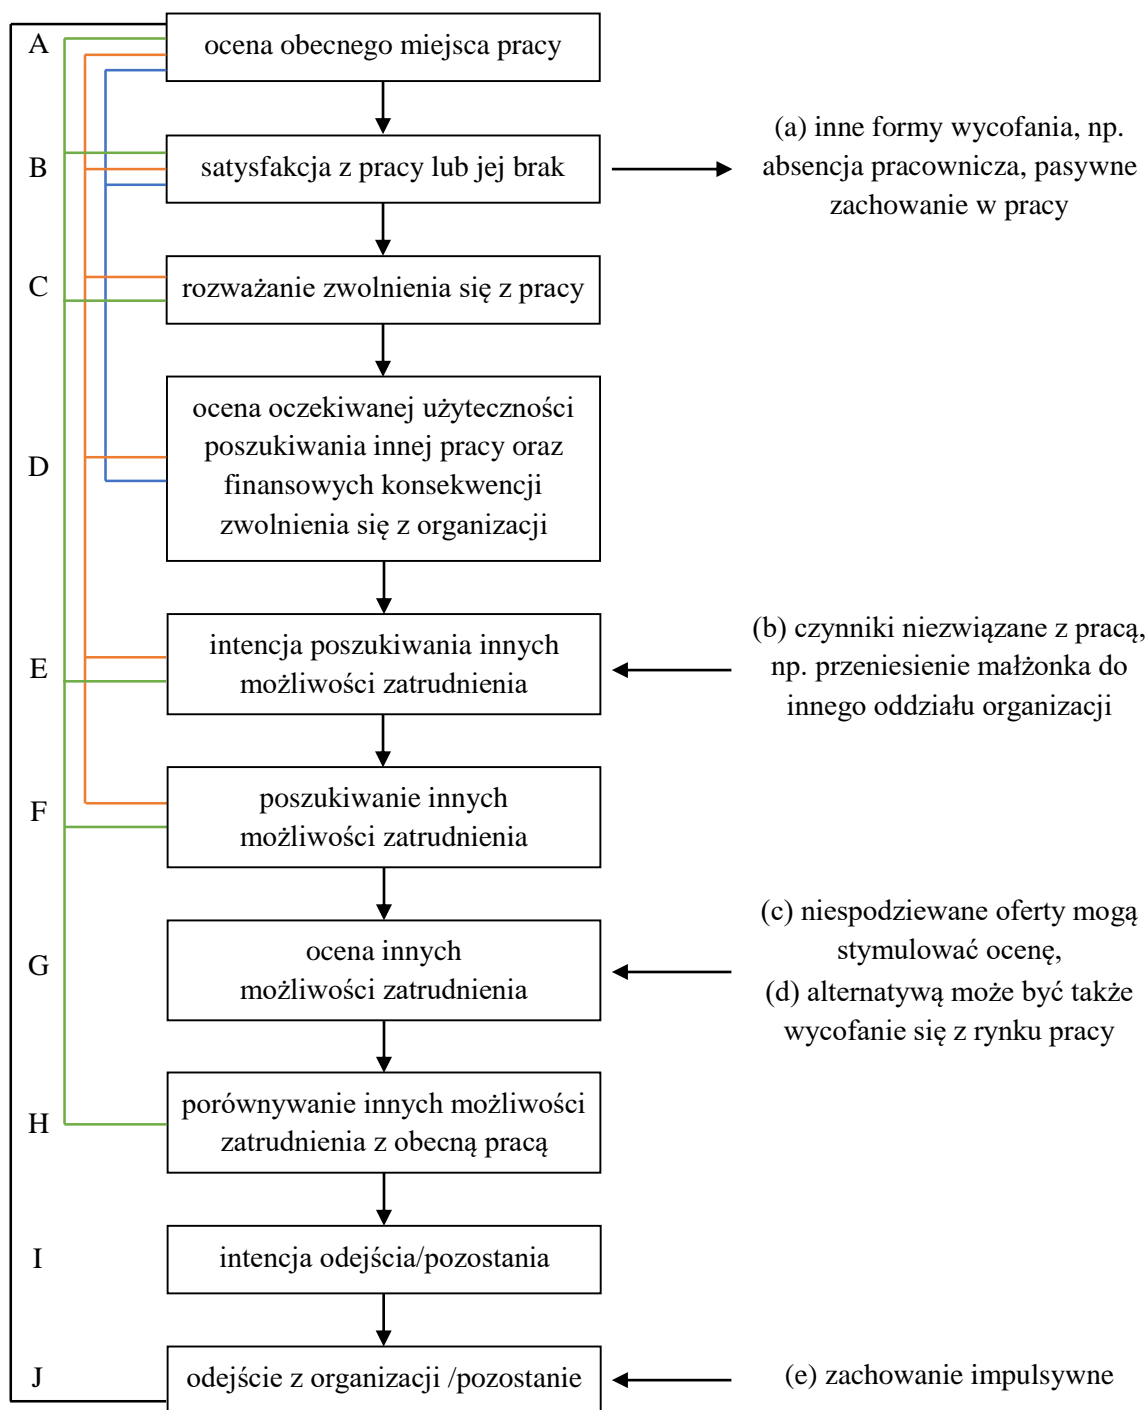 A
ocena obecnego miejsca pracy
B
satysfakcja z pracy lub jej brak
(a) inne formy wycofania, np.
absencja pracownicza, pasywne
zachowanie w pracy
C
rozważanie zwolnienia się z pracy
D
ocena oczekiwanej użyteczności
poszukiwania innej pracy oraz
finansowych konsekwencji
zwolnienia się z organizacji
E
intencja poszukiwania innych
możliwości zatrudnienia
(b) czynniki niezwiązane z pracą,
np. przeniesienie małżonka do
innego oddziału organizacji
F
poszukiwanie innych
możliwości zatrudnienia
G
ocena innych
możliwości zatrudnienia
(c) niespodziewane oferty mogą
stymulować ocenę,
(d) alternatywą może być także
wycofanie się z rynku pracy
H
porównywanie innych możliwości
zatrudnienia z obecną pracą
I
intencja odejścia/pozostania
J
odejście z organizacji /pozostanie
(e) zachowanie impulsywne